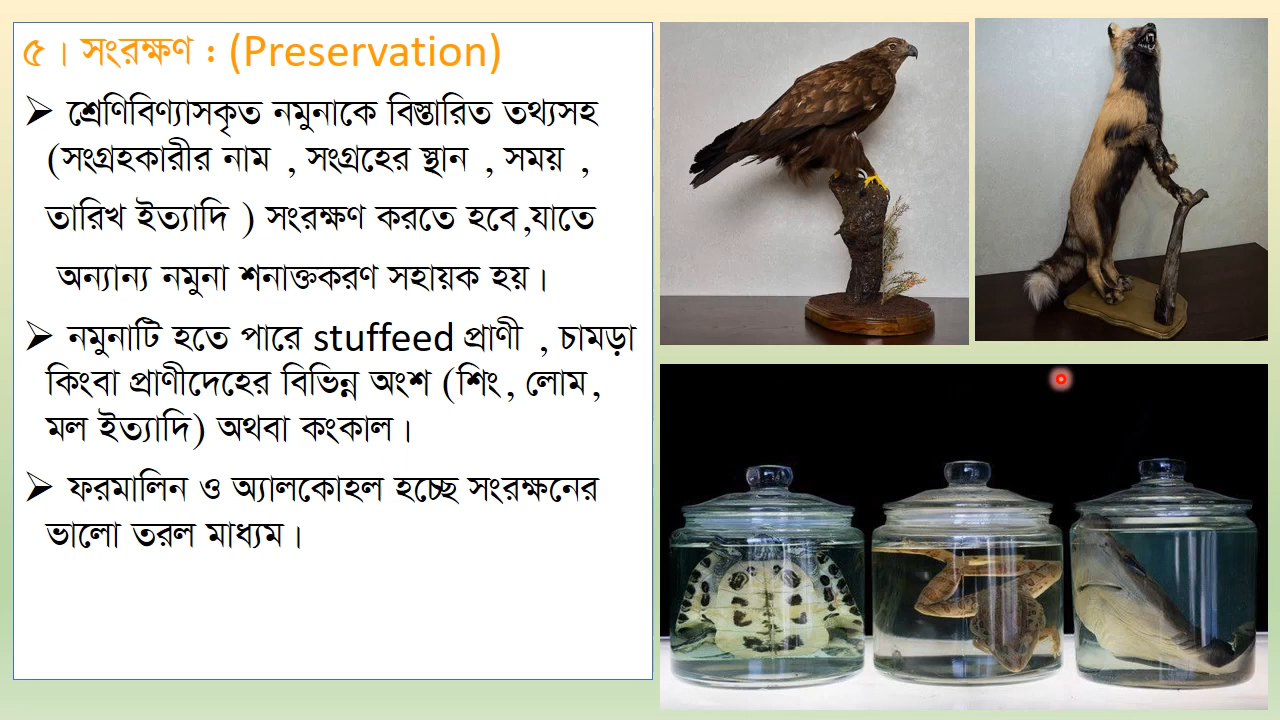 ৫। সংরক্ষণ : (Preservation)
➢ শ্রেণিবিণ্যাসকৃত নমুনাকে বিস্তারিত তথ্যসহ
(সংগ্রহকারীর নাম , সংগ্রহের স্থান , সময় ,
তারিখ ইত্যাদি ) সংরক্ষণ করতে হবে,যাতে
অন্যান্য নমুনা শনাক্তকরণ সহায়ক হয়।
➢ নমুনাটি হতে পারে stuffeed প্রাণী , চামড়া
কিংবা প্রাণীদেহের বিভিন্ন অংশ (শিং, লোম,
মল ইত্যাদি) অথবা কংকাল।
➢ ফরমালিন ও অ্যালকোহল হচ্ছে সংরক্ষনের
ভালো তরল মাধ্যম।